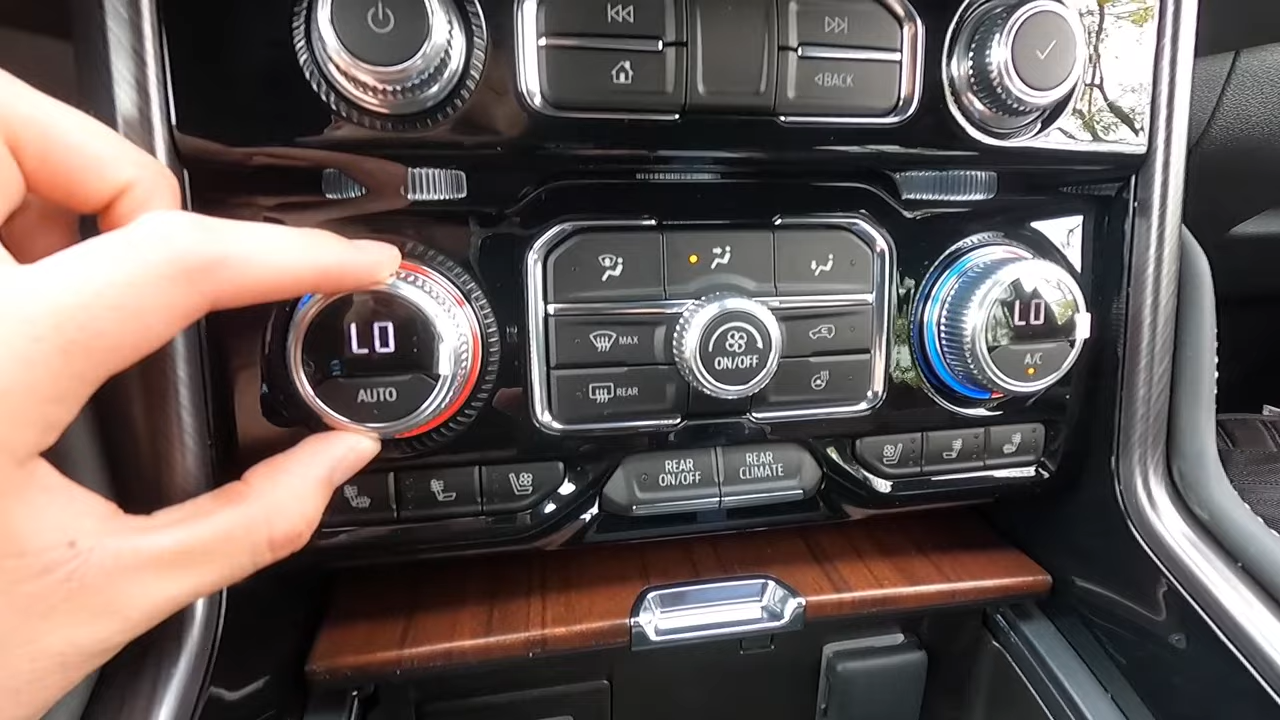 BACK
LO
AUTO
MAX
REAR
ON/OFF
LO
A/C
REAR
ON/OFF
REAR
CLIMATE